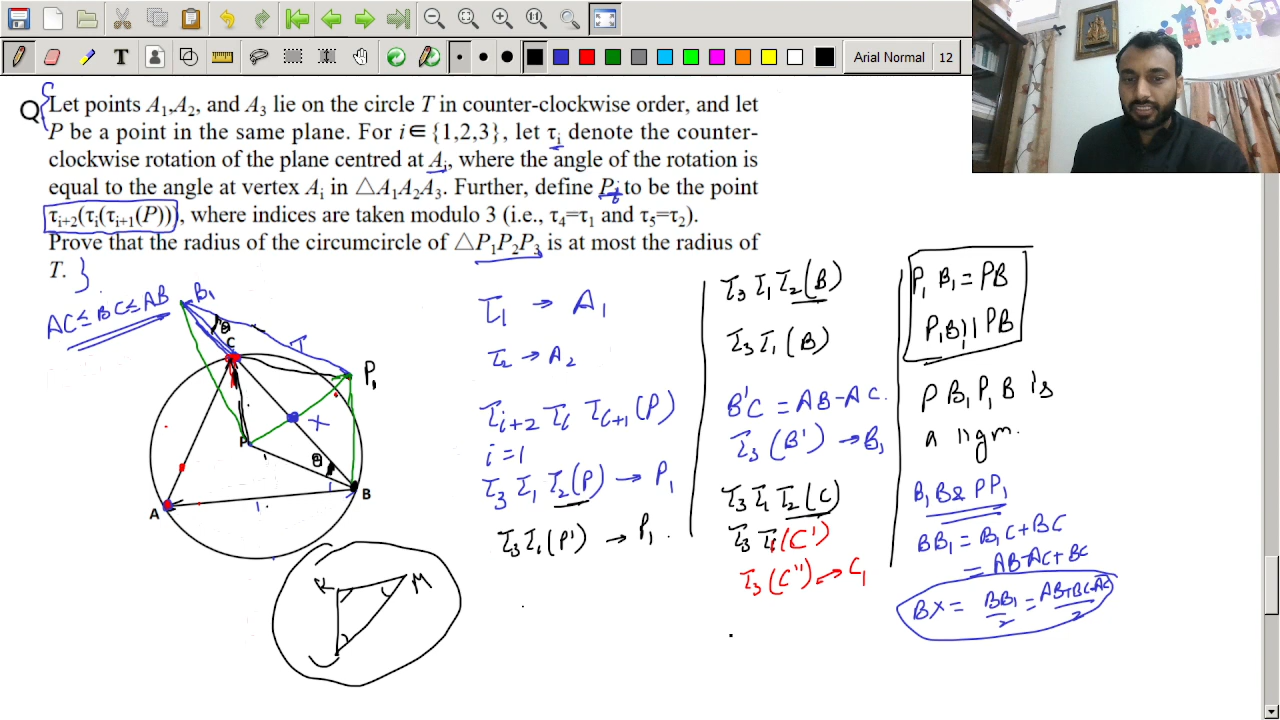 Arial Normal 12
Q
Let points A₁,A₂, and A₃ lie on the circle T in counter-clockwise order, and let
P be a point in the same plane. For i∈ {1,2,3}, let τᵢ denote the counter-
clockwise rotation of the plane centred at Aᵢ, where the angle of the rotation is
equal to the angle at vertex Aᵢ in △A₁A₂A₃. Further, define Pᵢ to be the point
τᵢ₊₂(τᵢ(τᵢ₊₁(P))), where indices are taken modulo 3 (i.e., τ₄=τ₁ and τ₅=τ₂).
Prove that the radius of the circumcircle of △P₁P₂P₃ is at most the radius of
T.
AC ≤ BC ≤ AB
B₁
θ
C
T
P₁
X
P
θ
A
B
K
M
τ₁ → A₁
τ₂ → A₂
τᵢ₊₂ τᵢ τᵢ₊₁(P)
i=1
τ₃ τ₁ τ₂(P) → P₁
τ₃τ₁(P') → P₁
τ₃ τ₁ τ₂(B)
τ₃ τ₁(B)
B'C = AB-AC.
τ₃(B') → B₁
τ₃ τ₁ τ₂(C)
τ₃ τ₁(C')
τ₃(C'') → C₁
P₁B₁ = PB
P₁B₁ || PB
PB₁P₁B is
a ||gm.
B₁B & PP₁
BB₁ = B₁C + BC
= AB-AC+BC
BX = BB₁/2 = AB+BC-AC/2